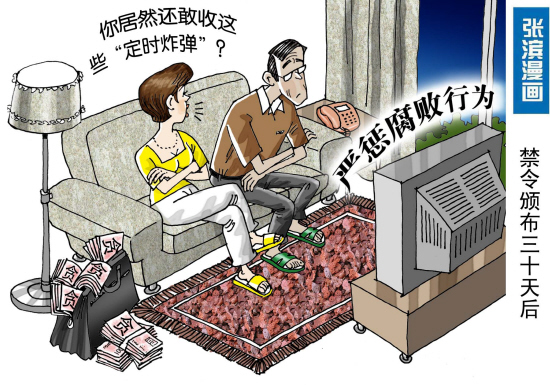 你居然还敢收这
些“定时炸弹”？
严惩腐败行为
张滨漫画
禁令颁布三十天后
贪
贪
贪
贪